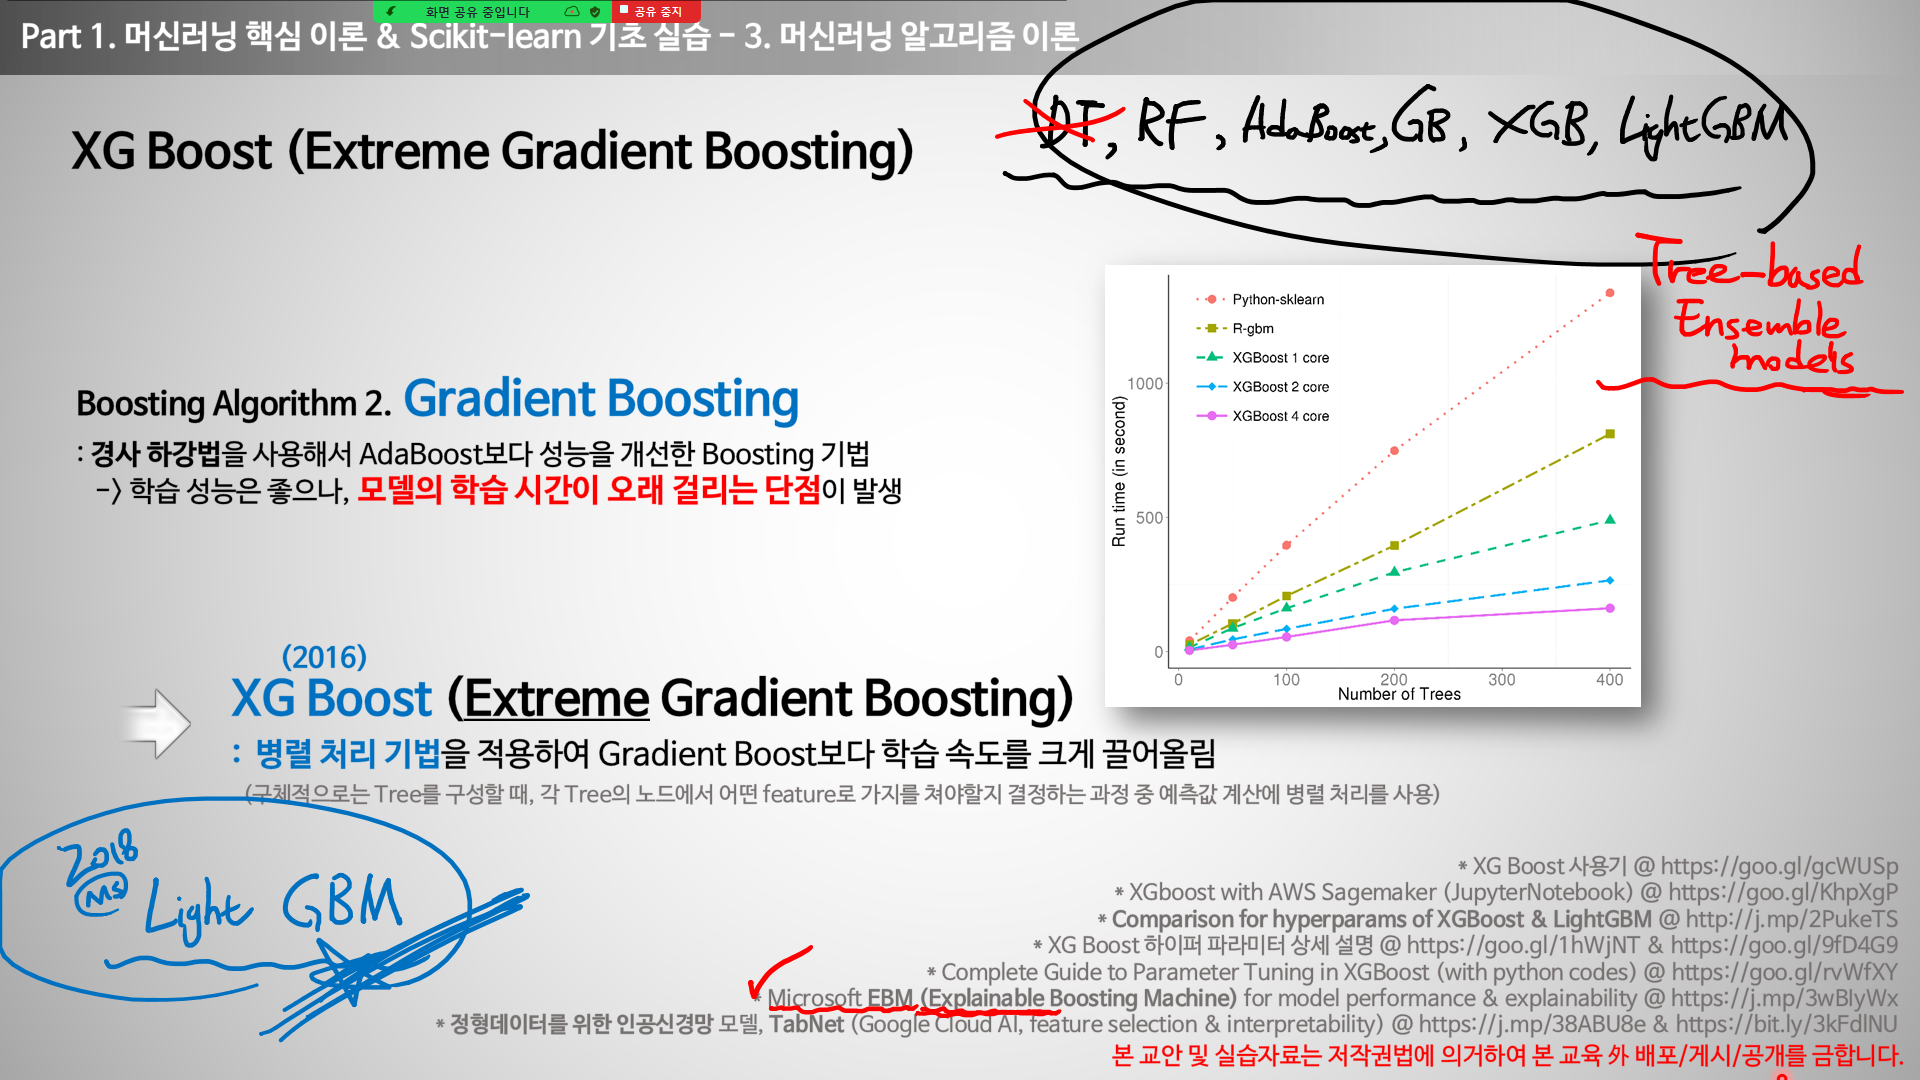 화면 공유 중입니다 공유 중지
Part 1. 머신러닝 핵심 이론 & Scikit-learn 기초 실습 - 3. 머신러닝 알고리즘 이론
DT, RF, AdaBoost, GB, XGB, LightGBM
XG Boost (Extreme Gradient Boosting)
Tree-based
Ensemble
models
Python-sklearn
R-gbm
XGBoost 1 core
XGBoost 2 core
XGBoost 4 core
1000
500
0
Run time (in second)
0 100 200 300 400
Number of Trees
Boosting Algorithm 2. Gradient Boosting
: 경사 하강법을 사용해서 AdaBoost보다 성능을 개선한 Boosting 기법
-> 학습 성능은 좋으나, 모델의 학습 시간이 오래 걸리는 단점이 발생
(2016)
XG Boost (Extreme Gradient Boosting)
: 병렬 처리 기법을 적용하여 Gradient Boost보다 학습 속도를 크게 끌어올림
(구체적으로는 Tree를 구성할 때, 각 Tree의 노드에서 어떤 feature로 가지를 쳐야할지 결정하는 과정 중 예측값 계산에 병렬 처리를 사용)
2018
MS
Light GBM
* XG Boost 사용기 @ https://goo.gl/gcWUSp
* XGboost with AWS Sagemaker (JupyterNotebook) @ https://goo.gl/KhpXgP
* Comparison for hyperparams of XGBoost & LightGBM @ http://j.mp/2PukeTS
* XG Boost 하이퍼 파라미터 상세 설명 @ https://goo.gl/1hWjNT & https://goo.gl/9fD4G9
* Complete Guide to Parameter Tuning in XGBoost (with python codes) @ https://goo.gl/rvWfXY
* Microsoft EBM (Explainable Boosting Machine) for model performance & explainability @ https://j.mp/3wBlyWx
* 정형데이터를 위한 인공신경망 모델, TabNet (Google Cloud AI, feature selection & interpretability) @ https://j.mp/38ABU8e & https://bit.ly/3kFdlNU
본 교안 및 실습자료는 저작권법에 의거하여 본 교육 外 배포/게시/공개를 금합니다.